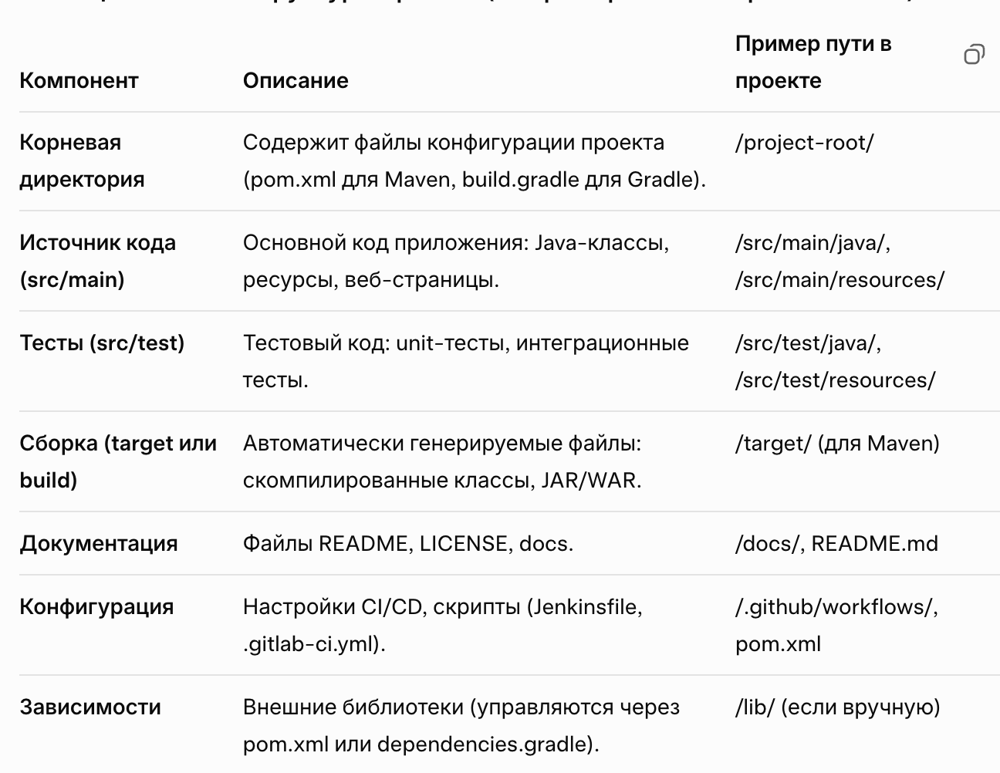 Пример пути в
Компонент Описание проекте
Корневая Содержит файлы конфигурации проекта /project-root/
директория (pom.xml для Maven, build.gradle для Gradle).
Источник кода Основной код приложения: Java-классы, /src/main/java/,
(src/main) ресурсы, веб-страницы. /src/main/resources/
Тесты (src/test) Тестовый код: unit-тесты, интеграционные /src/test/java/,
тесты. /src/test/resources/
Сборка (target или Автоматически генерируемые файлы: /target/ (для Maven)
build) скомпилированные классы, JAR/WAR.
Документация Файлы README, LICENSE, docs. /docs/, README.md
Конфигурация Настройки CI/CD, скрипты (Jenkinsfile, /.github/workflows/,
.gitlab-ci.yml). pom.xml
Зависимости Внешние библиотеки (управляются через /lib/ (если вручную)
pom.xml или dependencies.gradle).